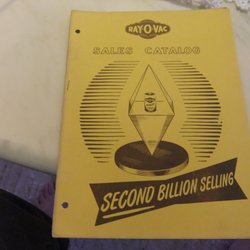 RAY-O-VAC
SALES CATALOG
SECOND BILLION SELLING